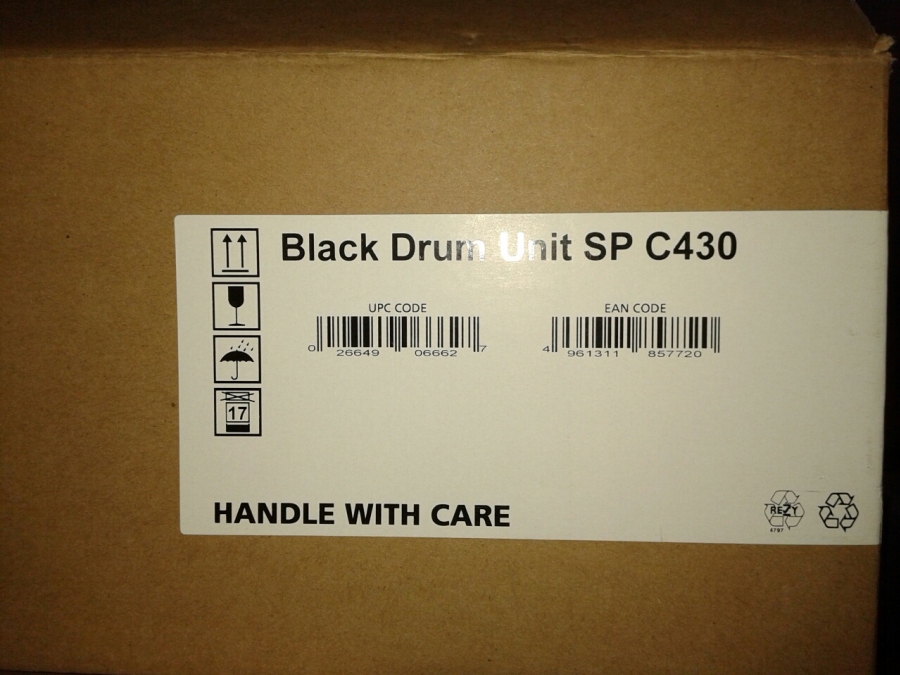 Black Drum Unit SP C430
UPC CODE
EAN CODE
0 26649 06662 7
4 961311 857720
17
HANDLE WITH CARE
RESY
4797